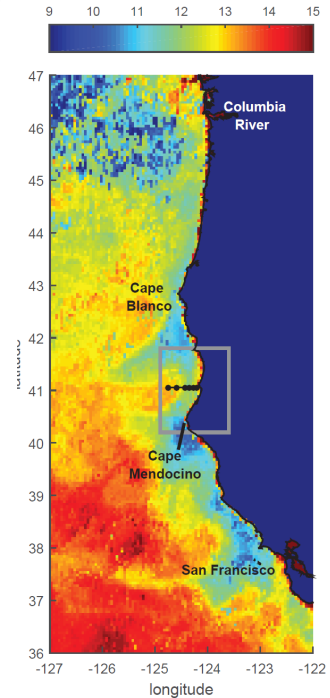 9 10 11 12 13 14 15
47
Columbia
River
46
45
44
43
Cape
Blanco
42
41
40
Cape
Mendocino
39
38
San Francisco
37
36
-127 -126 -125 -124 -123 -122
longitude